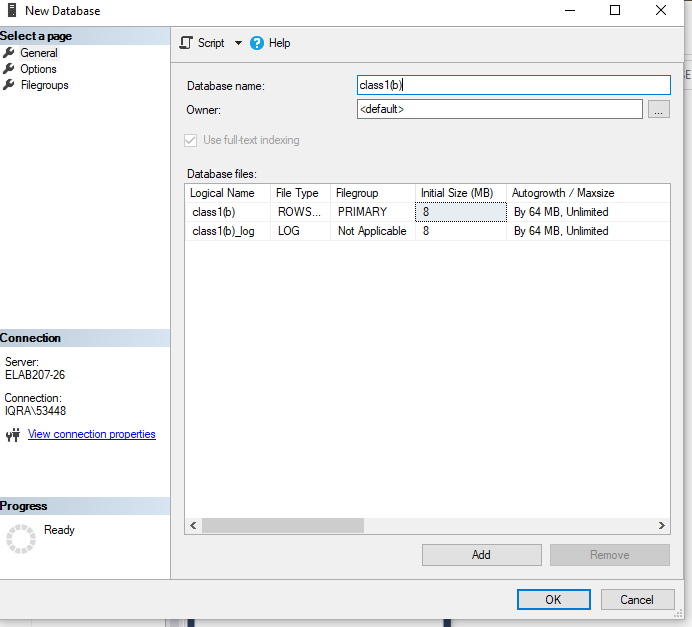 New Database
Select a page
General
Options
Filegroups
Script
Help
Database name:
class1(b)
Owner:
<default>
...
Use full-text indexing
Database files:
Logical Name File Type Filegroup Initial Size (MB) Autogrowth / Maxsize
class1(b) ROWS... PRIMARY 8 By 64 MB, Unlimited
class1(b)_log LOG Not Applicable 8 By 64 MB, Unlimited
Connection
Server:
ELAB207-26
Connection:
IQRA\53448
View connection properties
Progress
Ready
Add
Remove
OK
Cancel